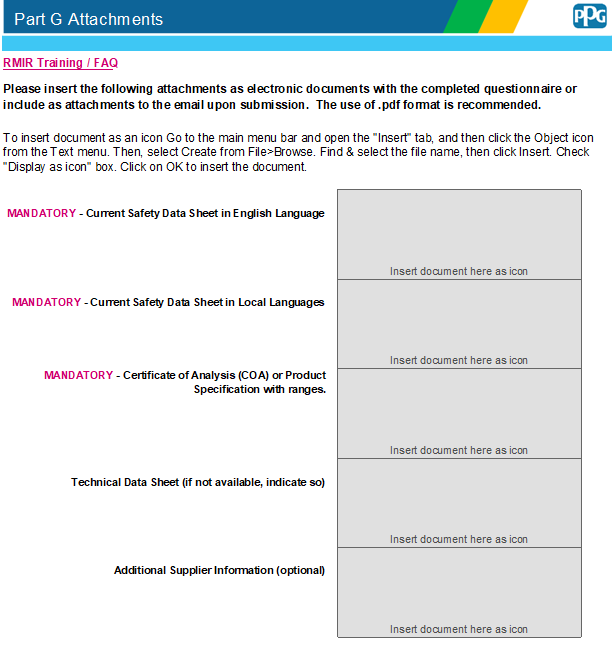 Part G Attachments
PPG
RMIR Training / FAQ
Please insert the following attachments as electronic documents with the completed questionnaire or
include as attachments to the email upon submission.  The use of .pdf format is recommended.
To insert document as an icon Go to the main menu bar and open the "Insert" tab, and then click the Object icon
from the Text menu. Then, select Create from File>Browse. Find & select the file name, then click Insert. Check
"Display as icon" box. Click on OK to insert the document.
MANDATORY - Current Safety Data Sheet in English Language
Insert document here as icon
MANDATORY - Current Safety Data Sheet in Local Languages
Insert document here as icon
MANDATORY - Certificate of Analysis (COA) or Product
Specification with ranges.
Insert document here as icon
Technical Data Sheet (if not available, indicate so)
Insert document here as icon
Additional Supplier Information (optional)
Insert document here as icon